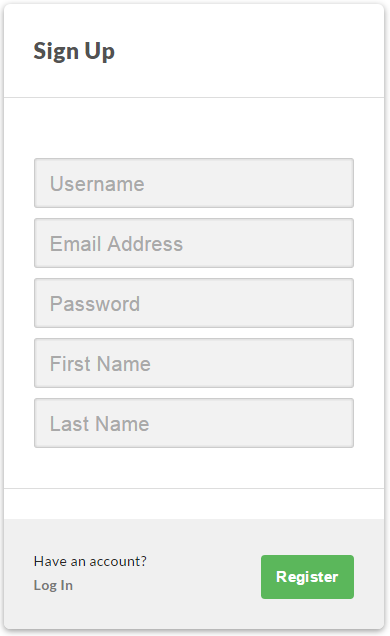 Sign Up
Username
Email Address
Password
First Name
Last Name
Have an account?
Log In
Register